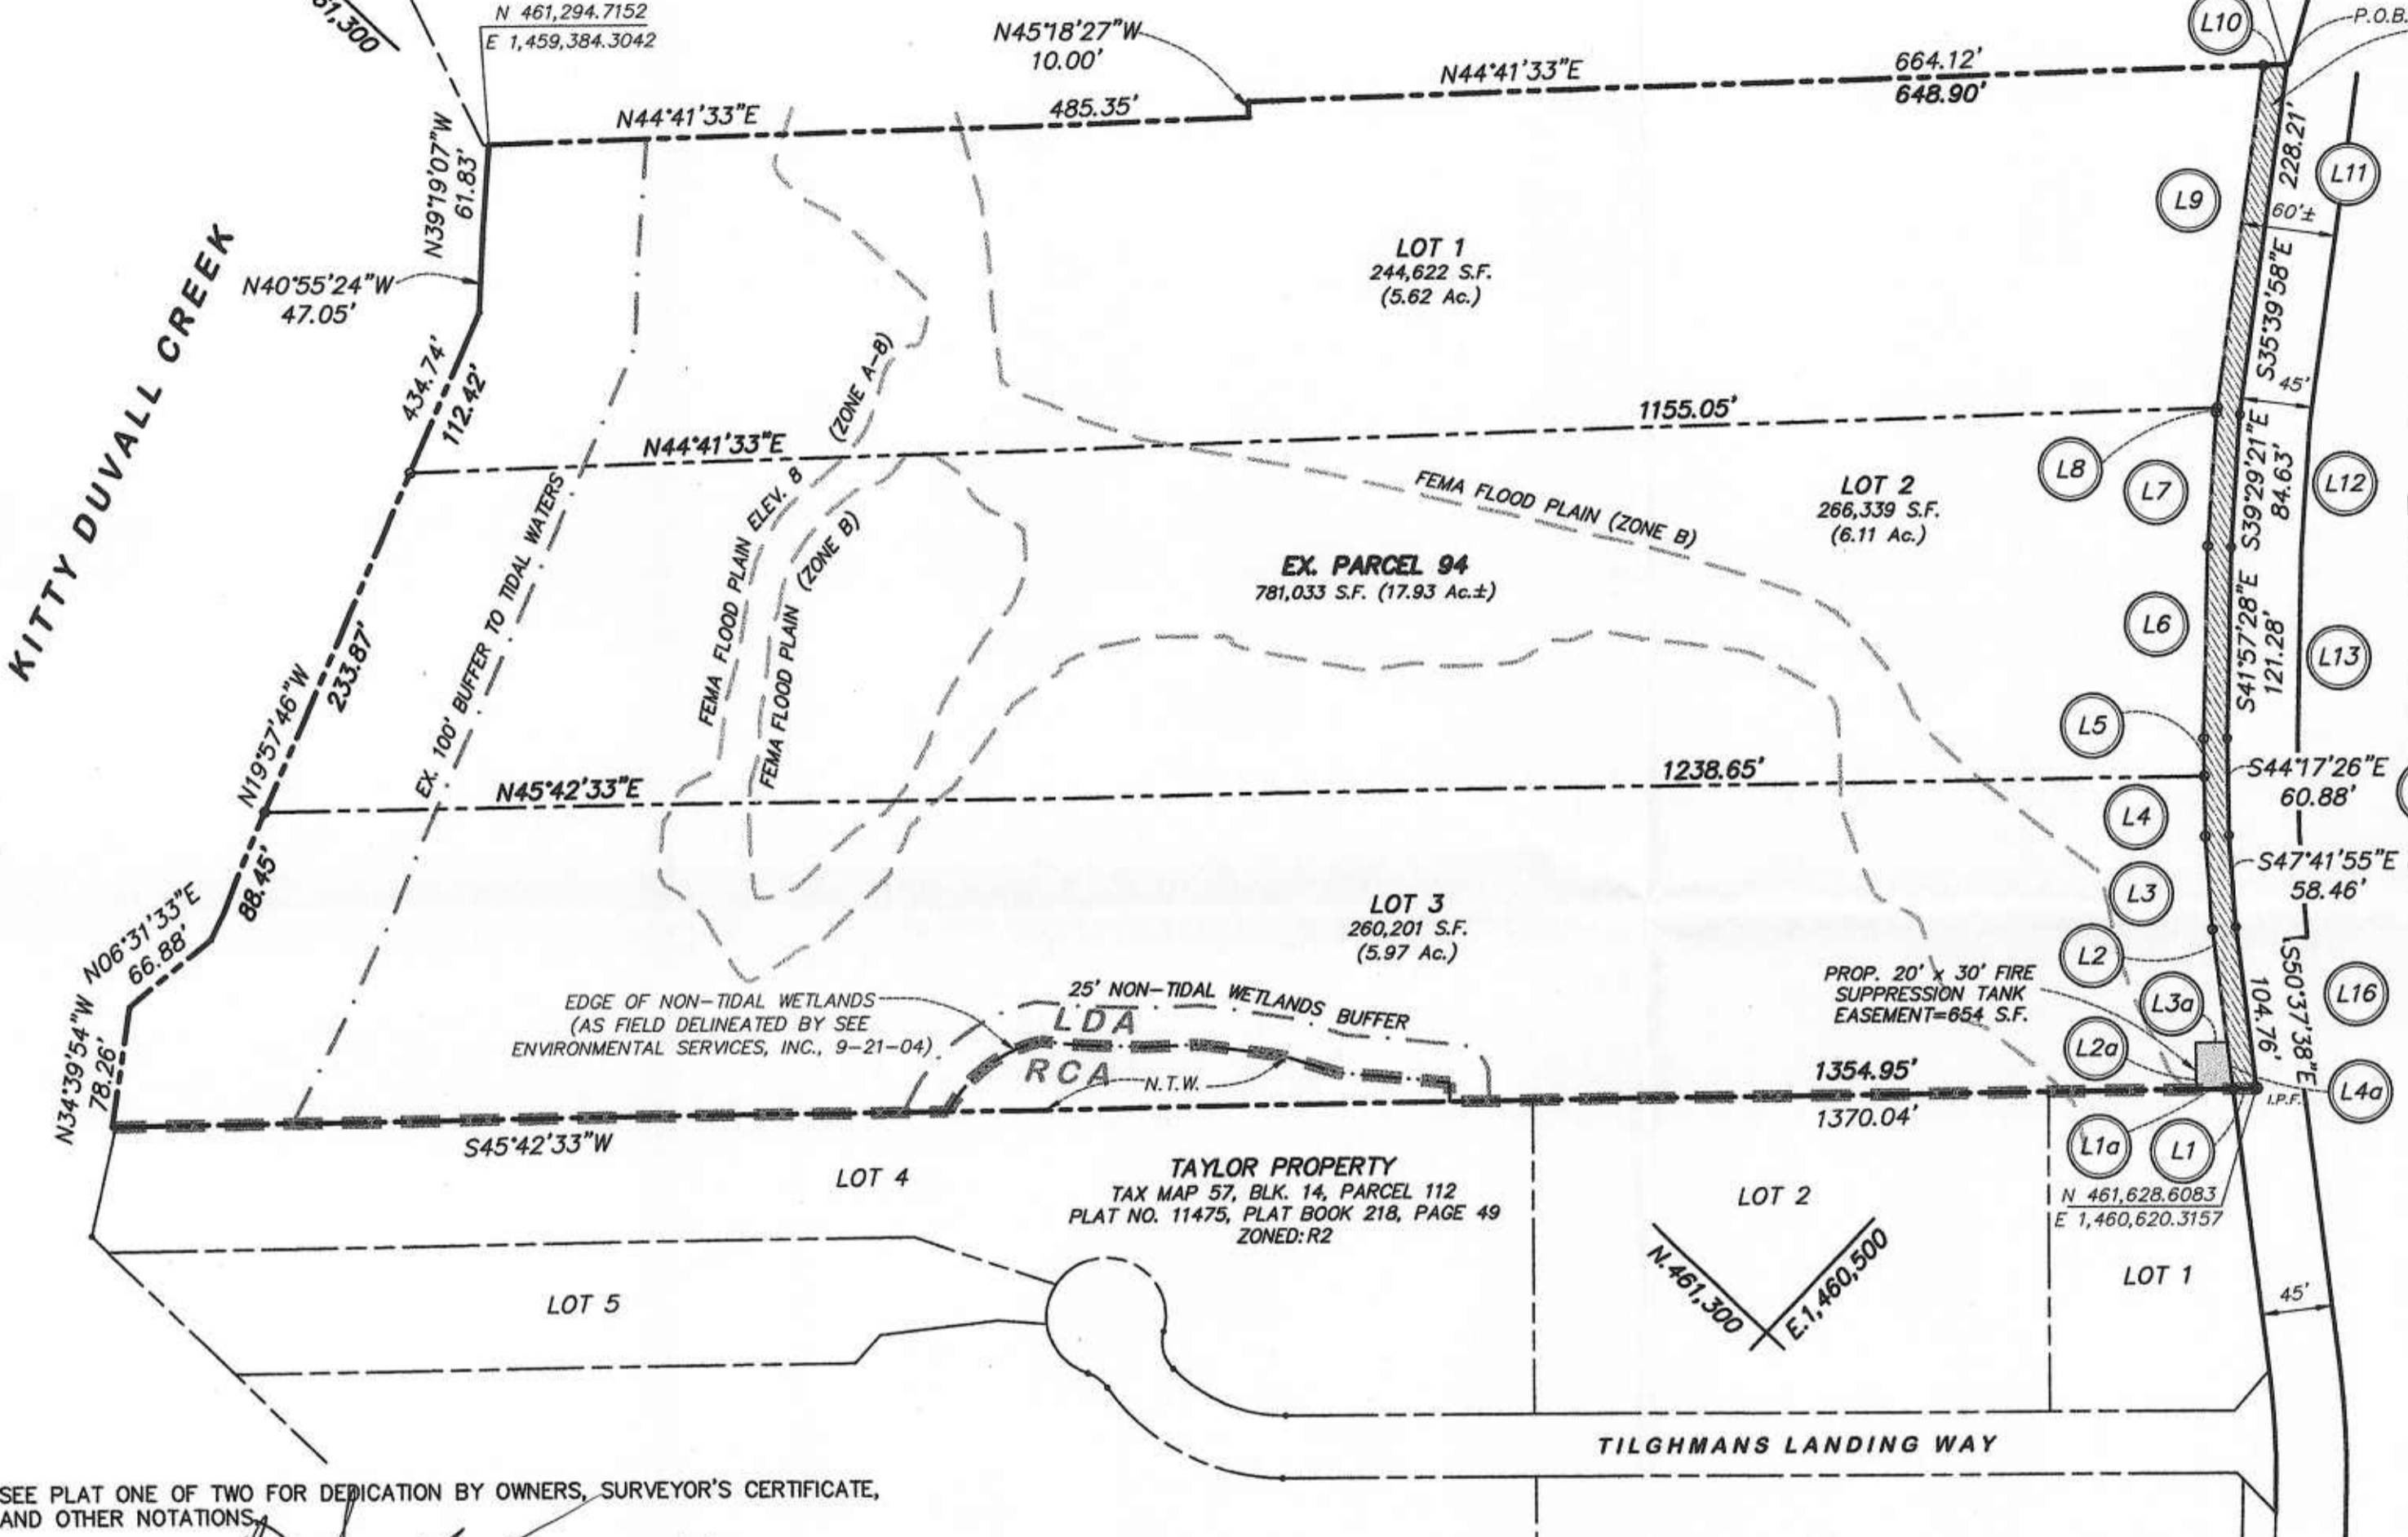 61,300
N 461,294.7152
E 1,459,384.3042
N45°18'27"W
10.00'
L10
P.O.B.
N44°41'33"E
664.12'
648.90'
N44°41'33"E
485.35'
228.21'
L11
N39°19'07"W
61.83'
L9
60'±
N40°55'24"W
47.05'
LOT 1
244,622 S.F.
(5.62 Ac.)
S35°39'58"E
45'
KITTY DUVALL CREEK
434.74'
112.42'
(ZONE A-8)
1155.05'
N44°41'33"E
L8
L7
S39°29'21"E
84.63'
L12
FEMA FLOOD PLAIN ELEV. 8
FEMA FLOOD PLAIN (ZONE B)
FEMA FLOOD PLAIN (ZONE B)
LOT 2
266,339 S.F.
(6.11 Ac.)
EX. PARCEL 94
781,033 S.F. (17.93 Ac.±)
EX. 100' BUFFER TO TIDAL WATERS
L6
S41°57'28"E
121.28'
L13
N19°57'46"W
233.87'
L5
N45°42'33"E
1238.65'
S44°17'26"E
60.88'
L4
88.45'
S47°41'55"E
58.46'
L3
N06°31'33"E
66.88'
LOT 3
260,201 S.F.
(5.97 Ac.)
L2
N34°39'54"W
78.26'
EDGE OF NON-TIDAL WETLANDS
(AS FIELD DELINEATED BY SEE
ENVIRONMENTAL SERVICES, INC., 9-21-04)
25' NON-TIDAL WETLANDS BUFFER
LDA
RCA
N.T.W.
PROP. 20' x 30' FIRE
SUPPRESSION TANK
EASEMENT=654 S.F.
L3a
104.76'
S50°37'38"E
L16
L2a
1354.95'
1370.04'
I.P.F.
L4a
S45°42'33"W
L1a
L1
N 461,628.6083
E 1,460,620.3157
LOT 4
TAYLOR PROPERTY
TAX MAP 57, BLK. 14, PARCEL 112
PLAT NO. 11475, PLAT BOOK 218, PAGE 49
ZONED: R2
LOT 2
N.461,300
E.1,460,500
LOT 1
45'
LOT 5
TILGHMANS LANDING WAY
SEE PLAT ONE OF TWO FOR DEDICATION BY OWNERS, SURVEYOR'S CERTIFICATE,
AND OTHER NOTATIONS